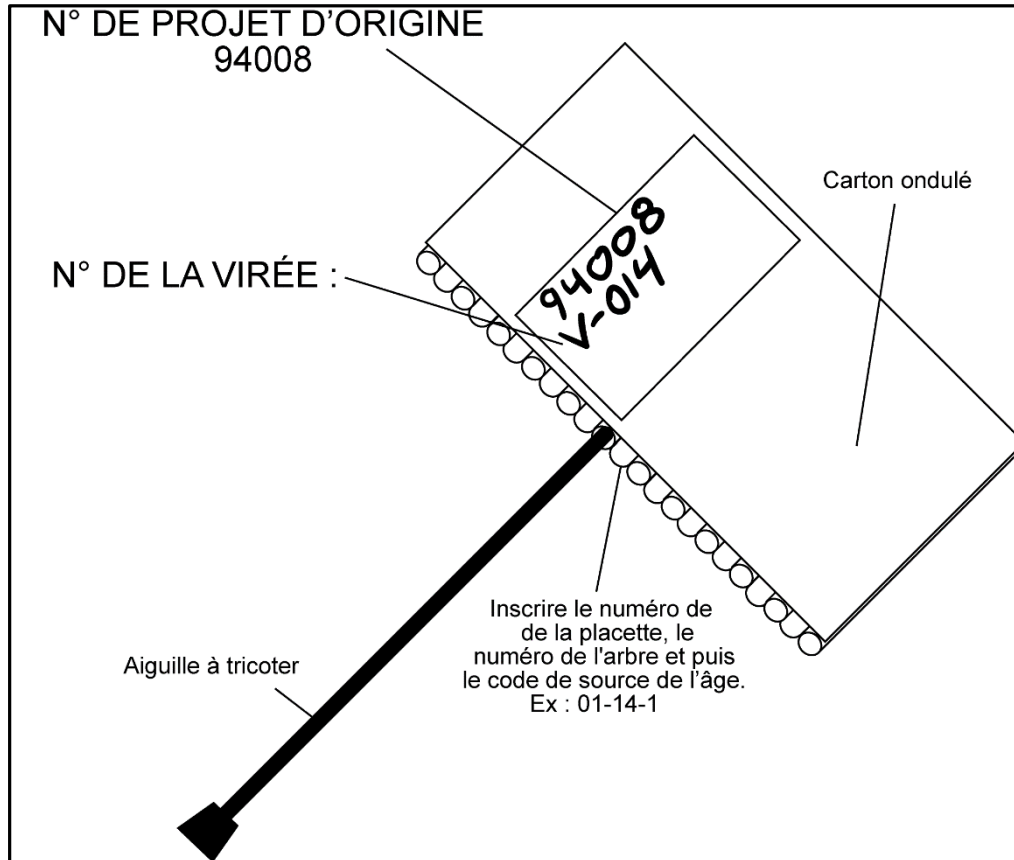 N° DE PROJET D'ORIGINE
94008
Carton ondulé
94008
V-014
N° DE LA VIRÉE :
Inscrire le numéro de
de la placette, le
numéro de l'arbre et puis
le code de source de l'âge.
Ex : 01-14-1
Aiguille à tricoter